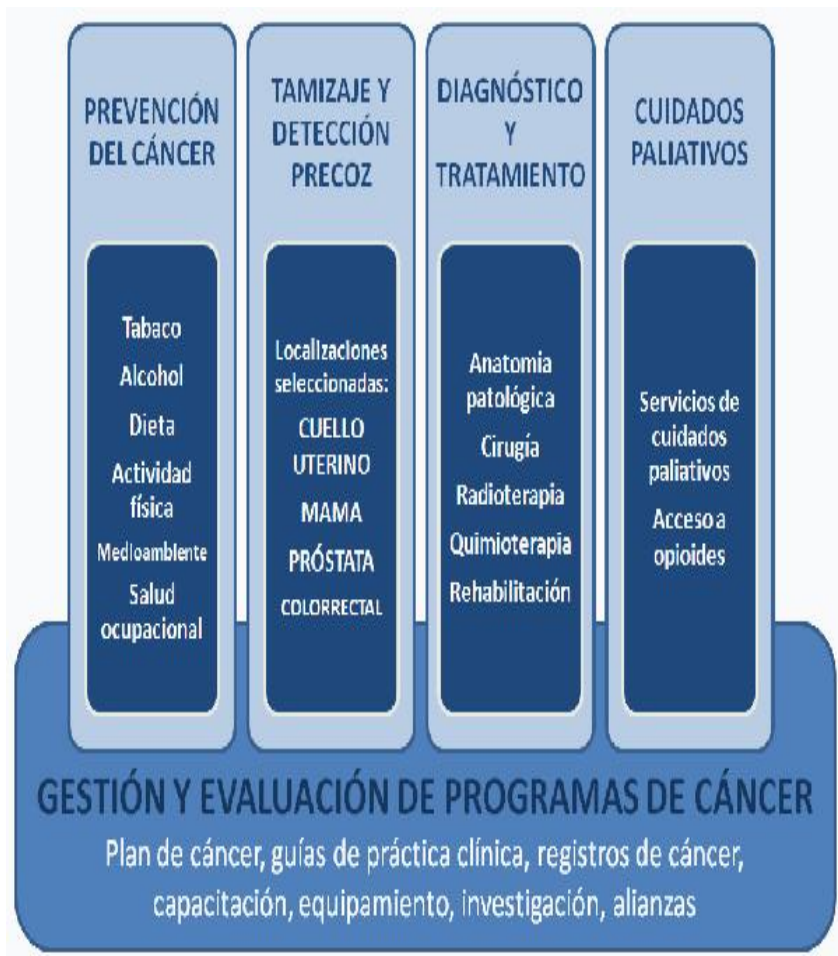 PREVENCIÓN
DEL CÁNCER
Tabaco
Alcohol
Dieta
Actividad
física
Medioambiente
Salud
ocupacional
TAMIZAJE Y
DETECCIÓN
PRECOZ
Localizaciones
seleccionadas:
CUELLO
UTERINO
MAMA
PRÓSTATA
COLORRECTAL
DIAGNÓSTICO
Y
TRATAMIENTO
Anatomia
patológica
Cirugía
Radioterapia
Quimioterapia
Rehabilitación
CUIDADOS
PALIATIVOS
Servicios de
cuidados
paliativos
Acceso a
opioides
GESTIÓN Y EVALUACIÓN DE PROGRAMAS DE CÁNCER
Plan de cáncer, guías de práctica clínica, registros de cáncer,
capacitación, equipamiento, investigación, alianzas